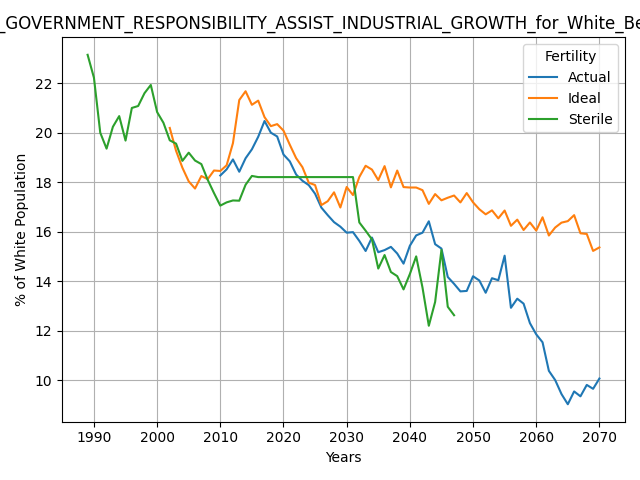 _GOVERNMENT_RESPONSIBILITY_ASSIST_INDUSTRIAL_GROWTH_for_White_Be
Fertility
Actual
Ideal
Sterile
% of White Population
22
20
18
16
14
12
10
1990 2000 2010 2020 2030 2040 2050 2060 2070
Years